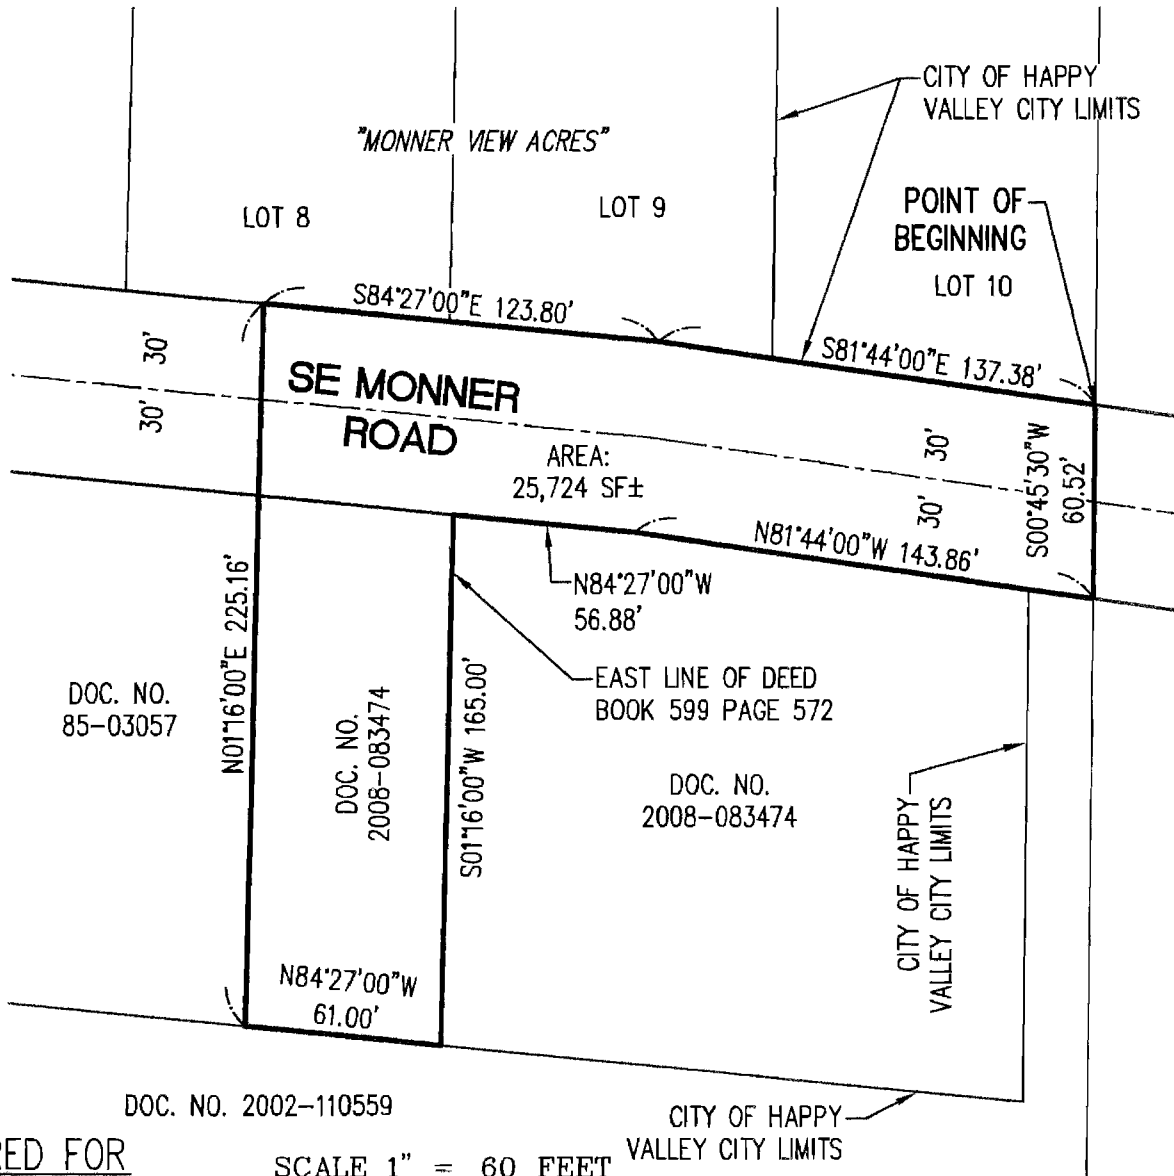 CITY OF HAPPY
VALLEY CITY LIMITS
"MONNER VIEW ACRES"
LOT 8
LOT 9
POINT OF
BEGINNING
LOT 10
S84°27'00"E 123.80'
S81°44'00"E 137.38'
30'
30'
SE MONNER
ROAD
AREA:
25,724 SF±
30'
30'
S00°45'30"W
60.52'
N81°44'00"W 143.86'
N84°27'00"W
56.88'
EAST LINE OF DEED
BOOK 599 PAGE 572
N01°16'00"E 225.16'
DOC. NO.
85-03057
DOC. NO.
2008-083474
S01°16'00"W 165.00'
DOC. NO.
2008-083474
CITY OF HAPPY
VALLEY CITY LIMITS
N84°27'00"W
61.00'
DOC. NO. 2002-110559
CITY OF HAPPY
VALLEY CITY LIMITS
RED FOR
SCALE 1" = 60 FEET